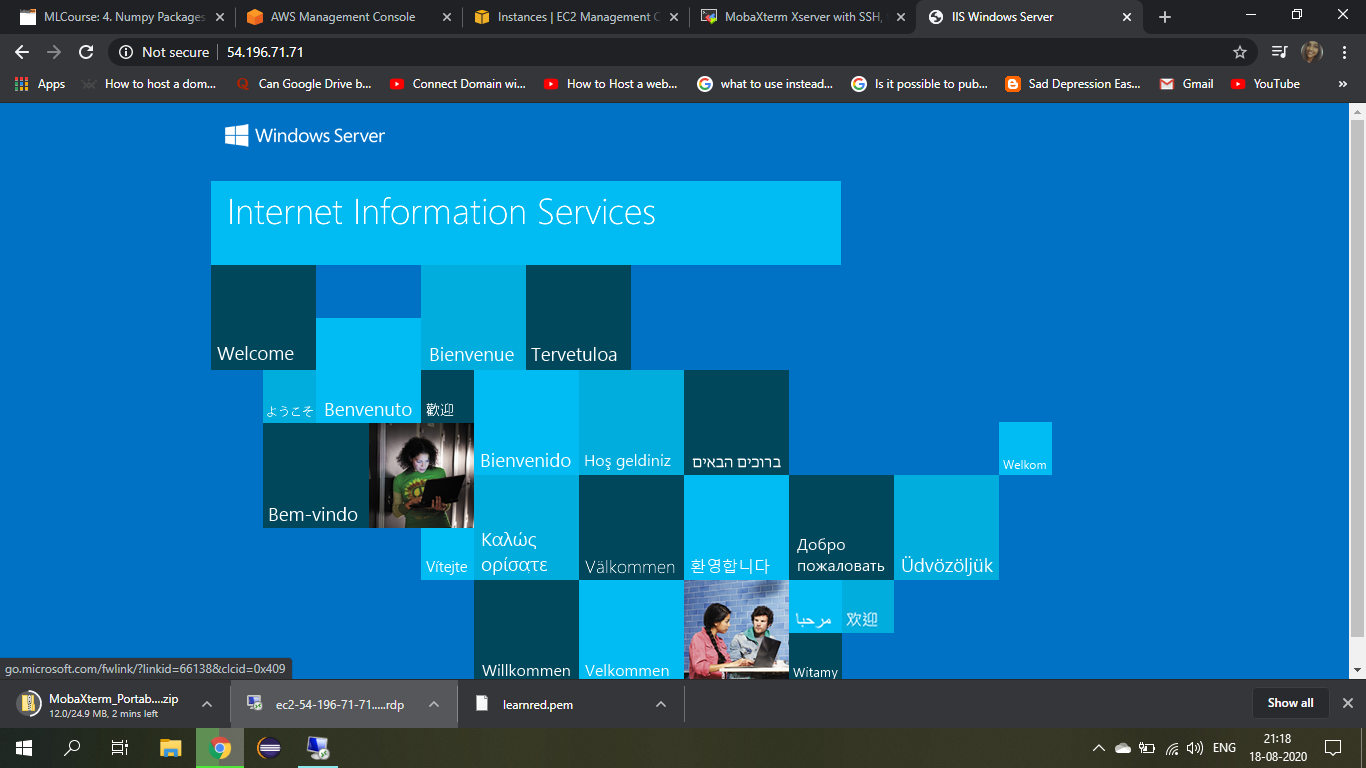 MLCourse: 4. Numpy Packages
AWS Management Console
Instances | EC2 Management C
MobaXterm Xserver with SSH,
IIS Windows Server
Not secure
54.196.71.71
Apps
How to host a dom...
Can Google Drive b...
Connect Domain wi...
How to Host a web...
what to use instead...
Is it possible to pub...
Sad Depression Eas...
Gmail
YouTube
»
Windows Server
Internet Information Services
Welcome
Bienvenue
Tervetuloa
ようこそ
Benvenuto
歡迎
Bienvenido
Hoş geldiniz
ברוכים הבאים
Welkom
Bem-vindo
Vítejte
Καλώς
ορίσατε
Välkommen
환영합니다
Добро
пожаловать
Üdvözöljük
Willkommen
Velkommen
مرحبا
欢迎
Witamy
go.microsoft.com/fwlink/?linkid=66138&clcid=0x409
MobaXterm_Portab....zip
12.0/24.9 MB, 2 mins left
ec2-54-196-71-71.....rdp
learnred.pem
Show all
ENG
21:18
18-08-2020